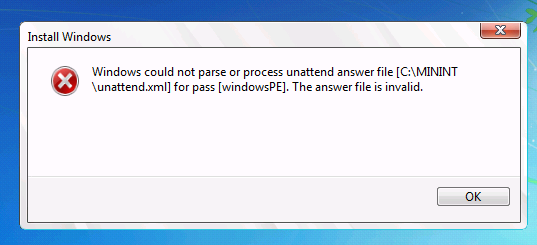 Install Windows
Windows could not parse or process unattend answer file [C:\MININT
\unattend.xml] for pass [windowsPE]. The answer file is invalid.
OK